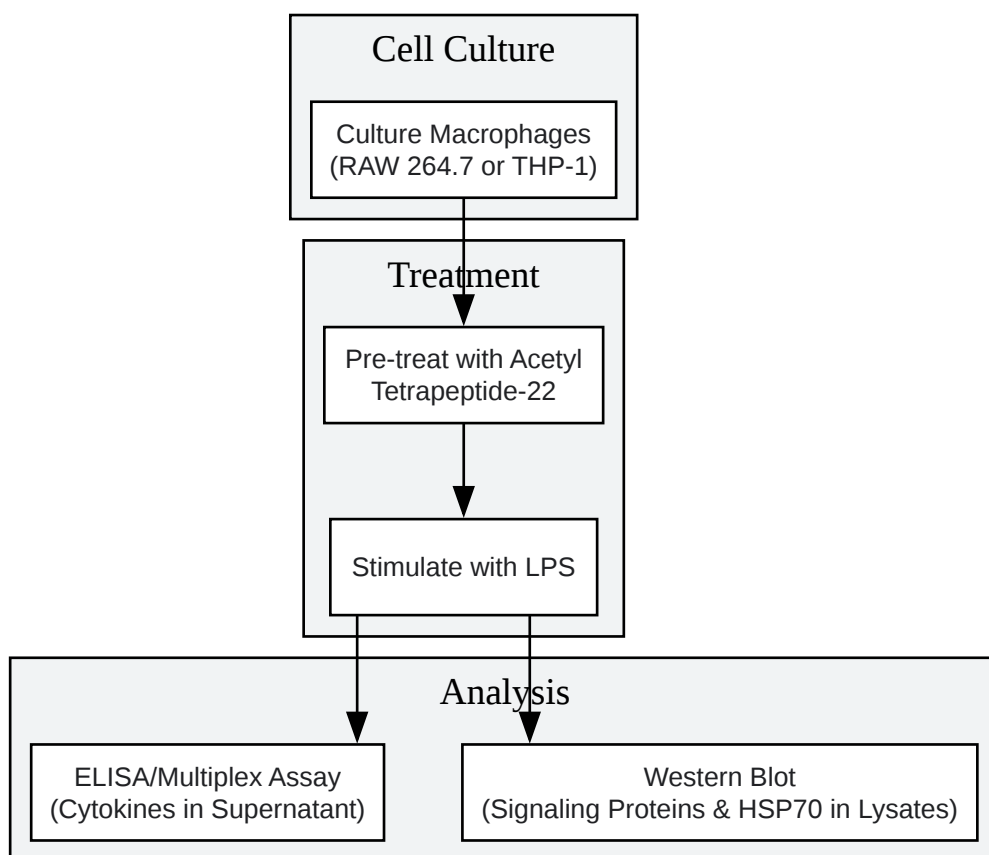 Cell Culture
Culture Macrophages
(RAW 264.7 or THP-1)
Treatment
Pre-treat with Acetyl
Tetrapeptide-22
Stimulate with LPS
Analysis
ELISA/Multiplex Assay
(Cytokines in Supernatant)
Western Blot
(Signaling Proteins & HSP70 in Lysates)